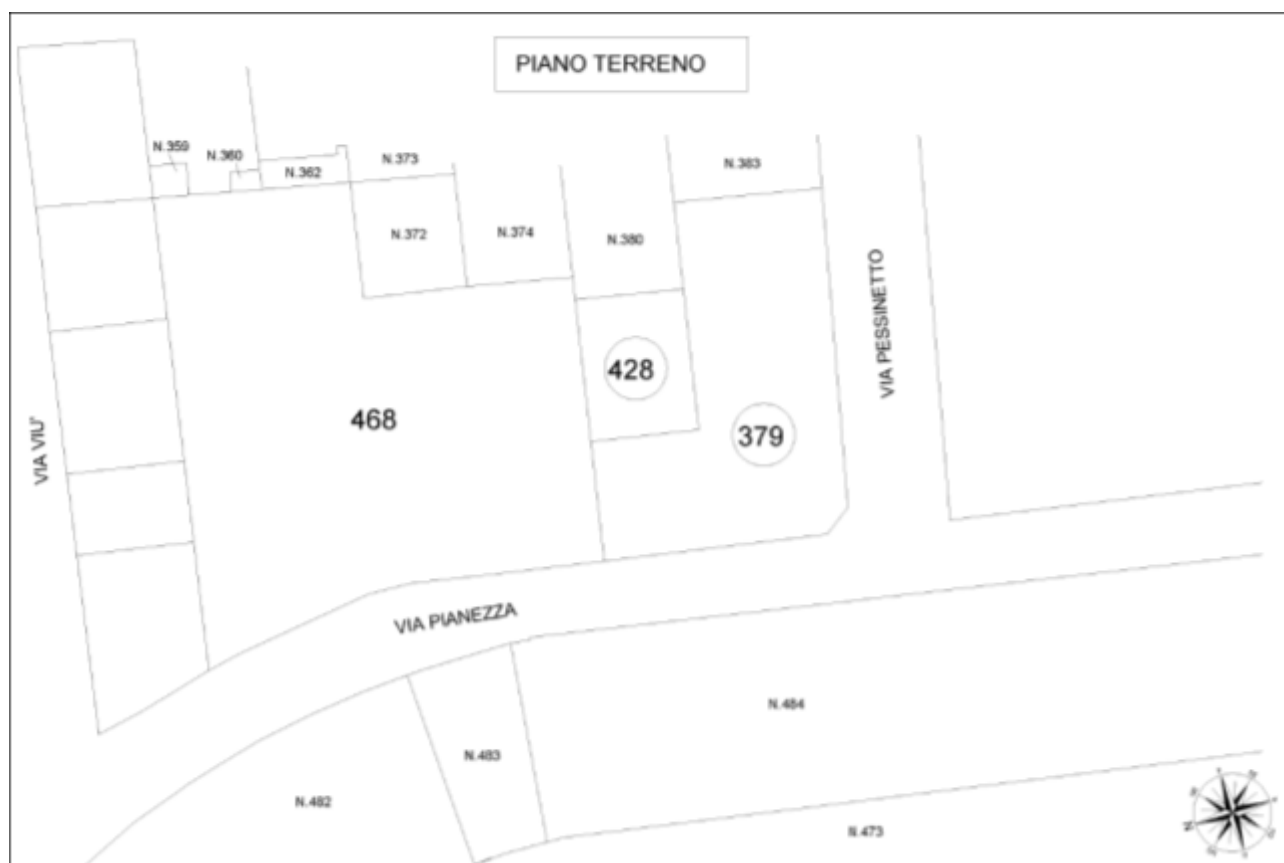 PIANO TERRENO
N.359
N.360
N.362
N.373
N.383
N.372
N.374
N.380
VIA PESSINETTO
428
468
379
VIA VIU'
VIA PIANEZZA
N.484
N.483
N.482
N.473